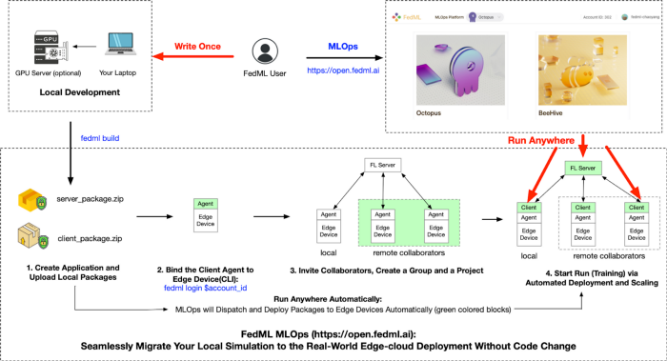 GPU
GPU Server (optional)
Your Laptop
Local Development
Write Once
FedML User
MLOps
https://open.fedml.ai
FedML
MLOps Platform
Octopus
Octopus
BeeHive
fedml build
Run Anywhere
server_package.zip
client_package.zip
1. Create Application and
Upload Local Packages
Agent
Edge
Device
2. Bind the Client Agent to
Edge Device(CLI):
fedml login $account_id
FL Server
Agent
Edge
Device
Agent
Edge
Device
Agent
Edge
Device
local
remote collaborators
3. Invite Collaborators, Create a Group and a Project
FL Server
Client
Agent
Edge
Device
Client
Agent
Edge
Device
Client
Agent
Edge
Device
local
remote collaborators
4. Start Run (Training) via
Automated Deployment and Scaling
Run Anywhere Automatically:
MLOps will Dispatch and Deploy Packages to Edge Devices Automatically (green colored blocks)
FedML MLOps (https://open.fedml.ai):
Seamlessly Migrate Your Local Simulation to the Real-World Edge-cloud Deployment Without Code Change